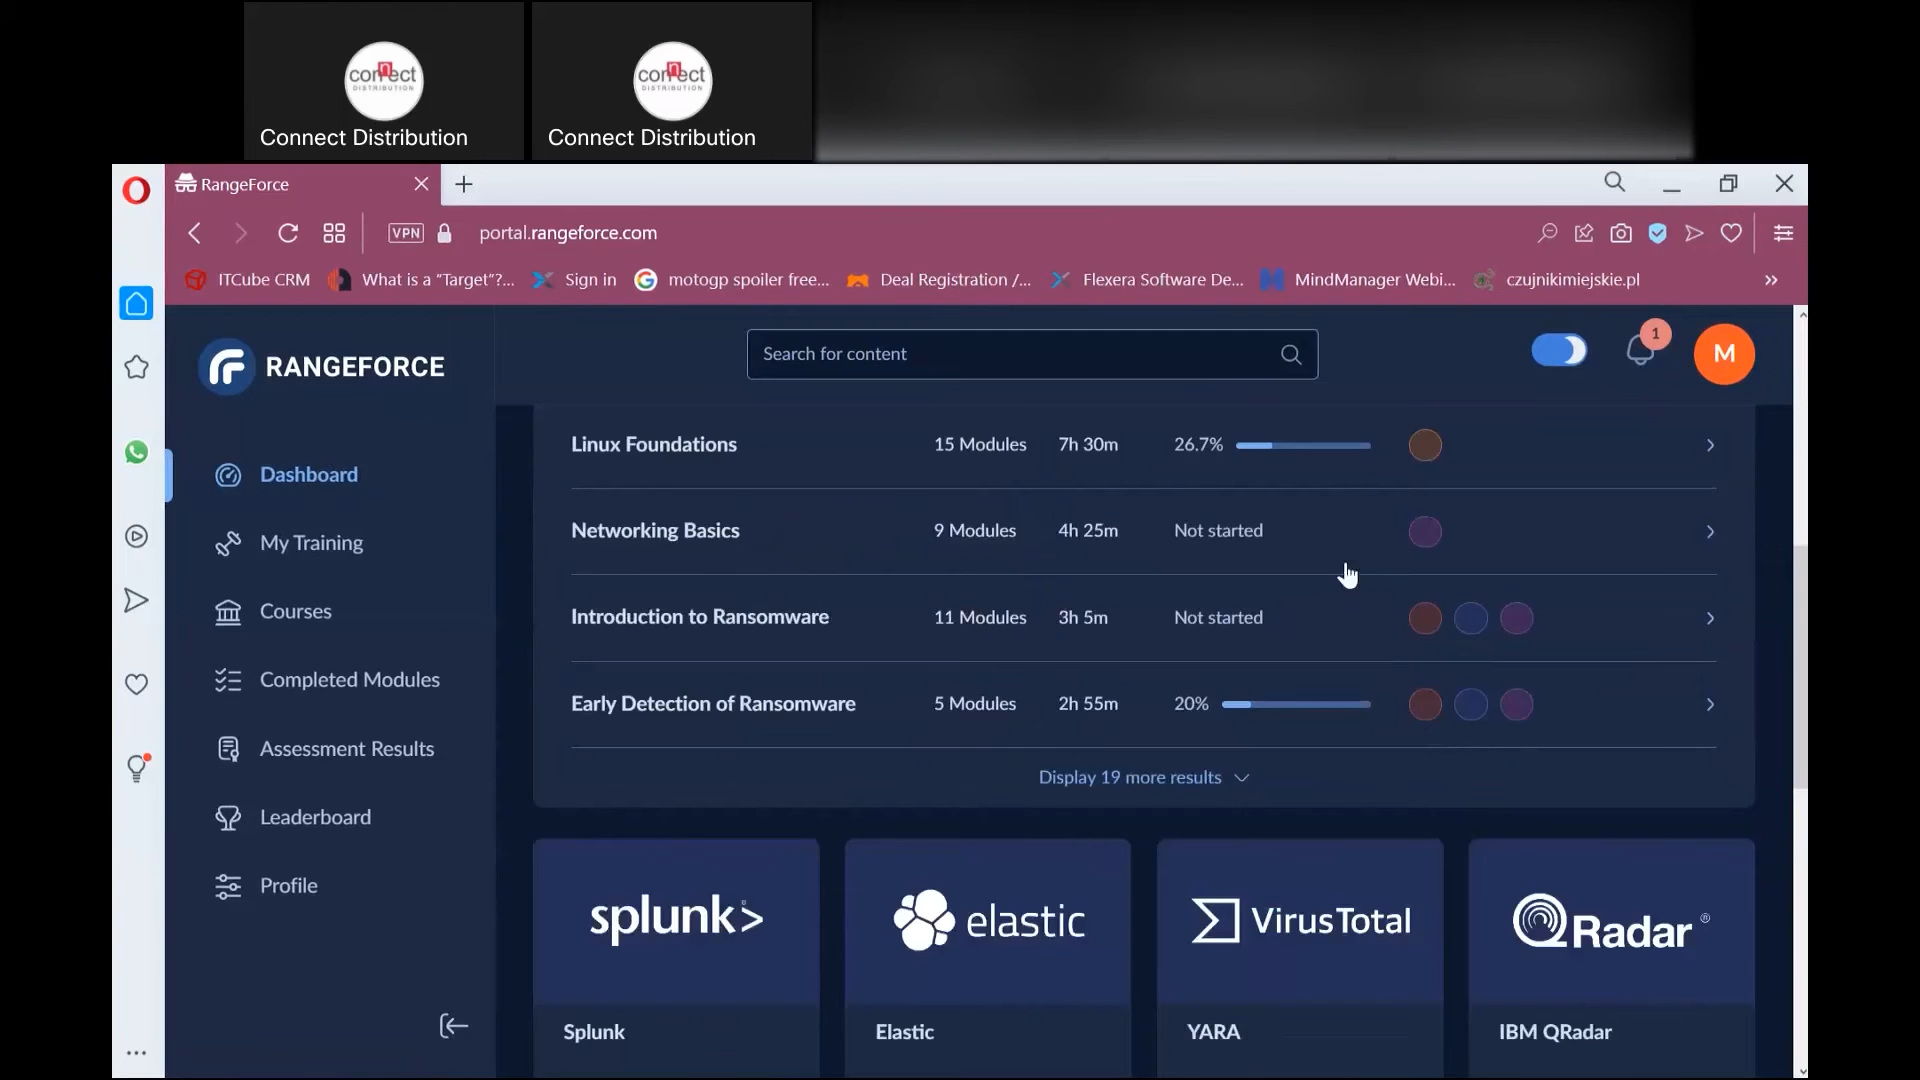 connect
DISTRIBUTION
Connect Distribution
connect
DISTRIBUTION
Connect Distribution
RangeForce
VPN
portal.rangeforce.com
ITCube CRM
What is a “Target”?...
Sign in
motogp spoiler free...
Deal Registration /...
Flexera Software De...
MindManager Webi...
czujnikimiejskie.pl
RANGEFORCE
Search for content
1
M
Dashboard
My Training
Courses
Completed Modules
Assessment Results
Leaderboard
Profile
Linux Foundations 15 Modules 7h 30m 26.7%
Networking Basics 9 Modules 4h 25m Not started
Introduction to Ransomware 11 Modules 3h 5m Not started
Early Detection of Ransomware 5 Modules 2h 55m 20%
Display 19 more results
splunk>
elastic
VirusTotal
QRadar®
Splunk
Elastic
YARA
IBM QRadar